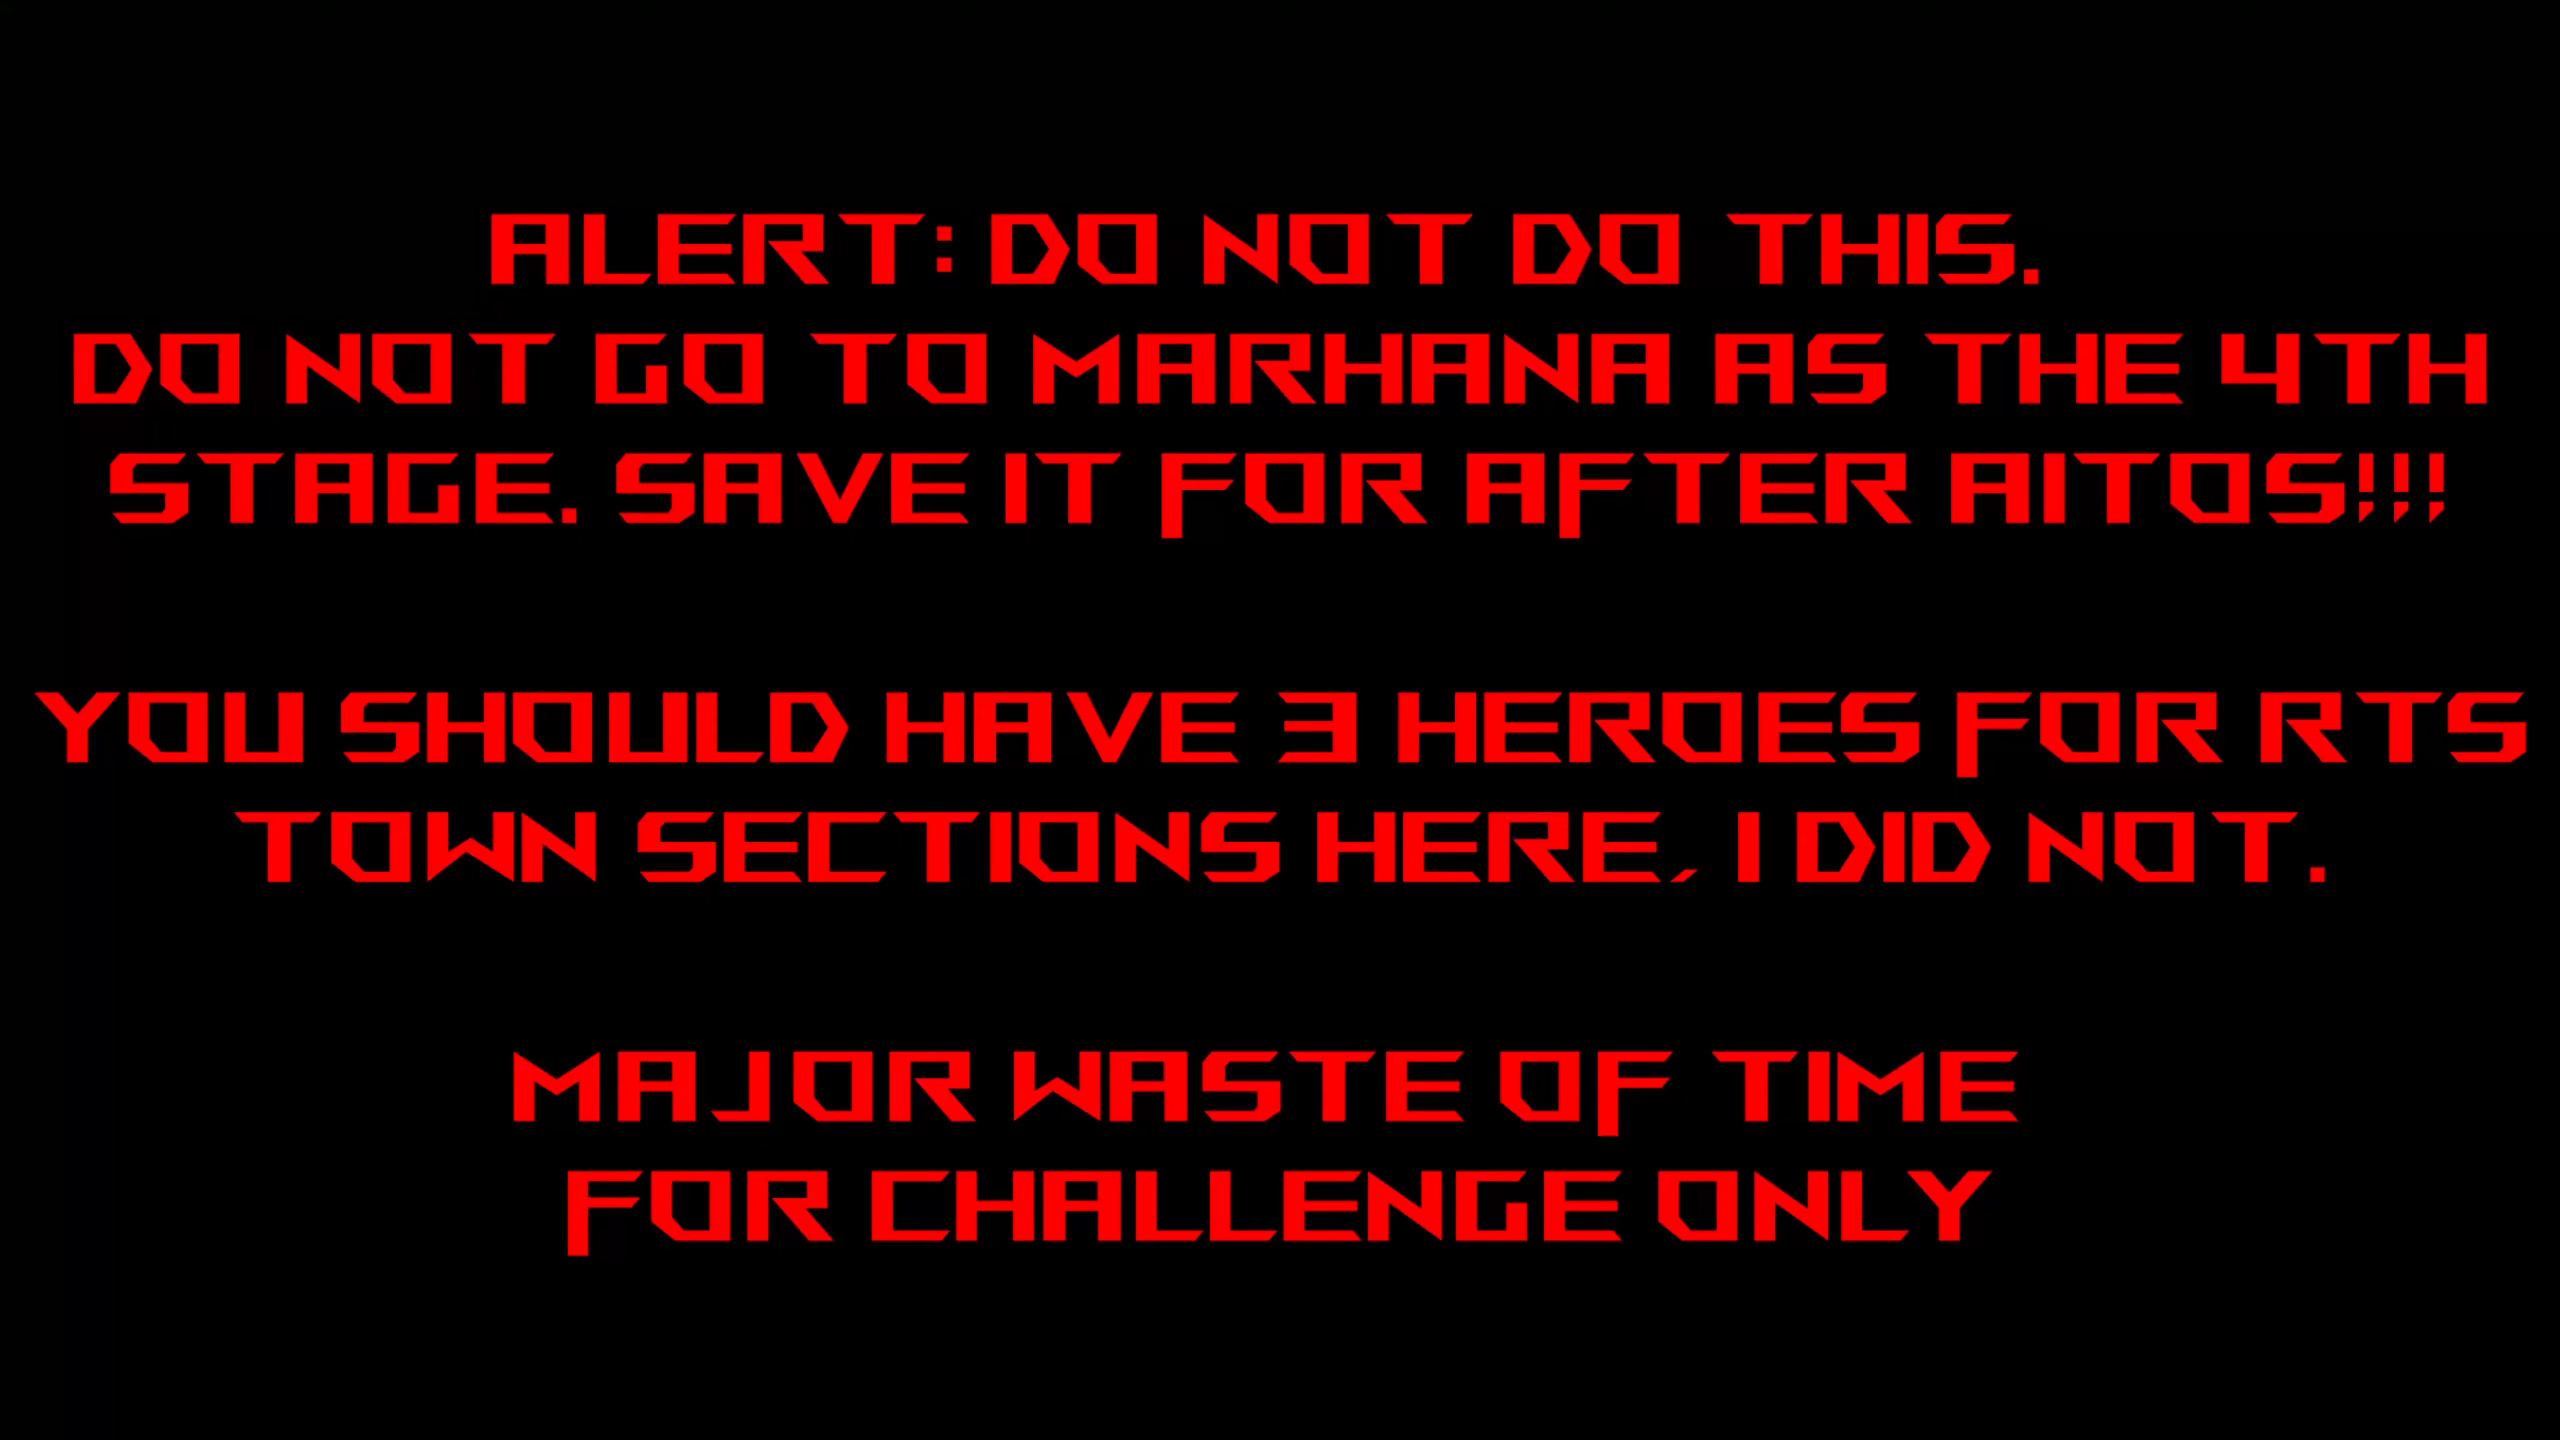 ALERT: DO NOT DO THIS.
DO NOT GO TO MARHANA AS THE 4TH
STAGE. SAVE IT FOR AFTER AITOS!!!
YOU SHOULD HAVE 3 HEROES FOR RTS
TOWN SECTIONS HERE, I DID NOT.
MAJOR WASTE OF TIME
FOR CHALLENGE ONLY